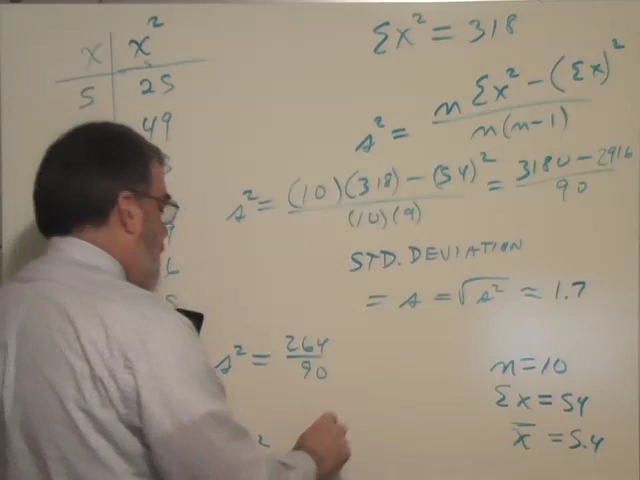 x x²
5 25
49
Σx² = 318
s² = n Σx² - (Σx)² / n(n-1)
s² = (10)(318) - (54)² / (10)(9) = 3180 - 2916 / 90
STD. DEVIATION
= s = √s² ≈ 1.7
s² = 264 / 90
n = 10
Σx = 54
x̄ = 5.4